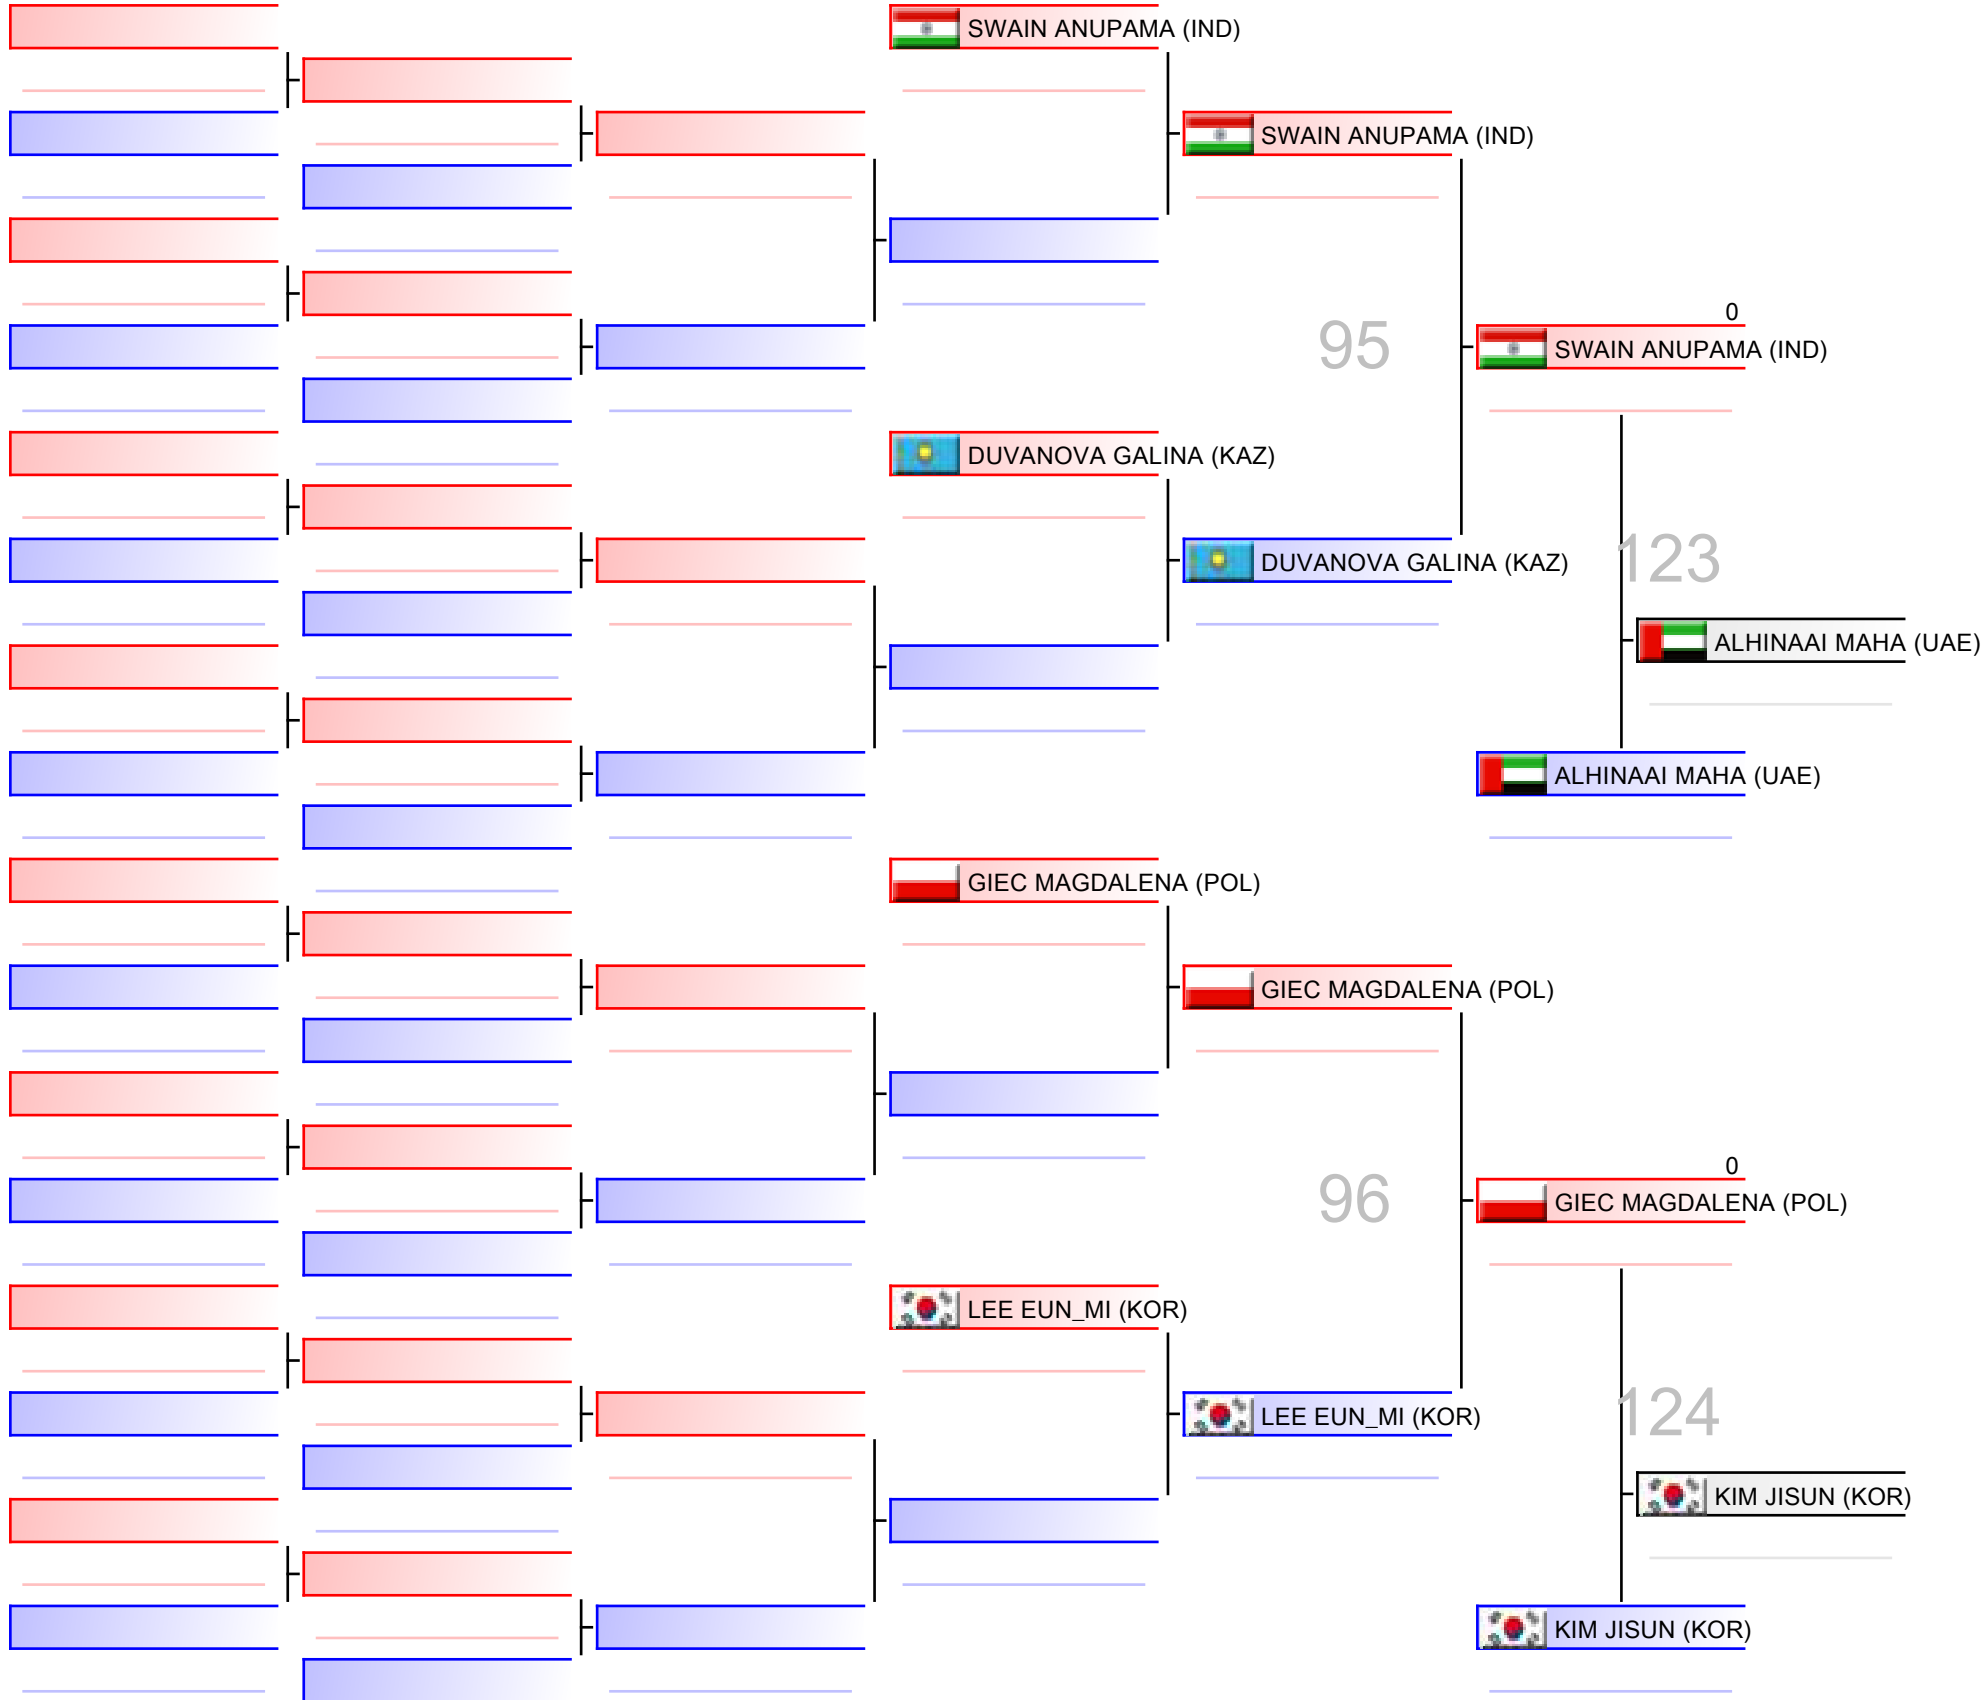 SWAIN ANUPAMA (IND)
SWAIN ANUPAMA (IND)
0
95
SWAIN ANUPAMA (IND)
DUVANOVA GALINA (KAZ)
DUVANOVA GALINA (KAZ)
123
ALHINAAI MAHA (UAE)
ALHINAAI MAHA (UAE)
GIEC MAGDALENA (POL)
GIEC MAGDALENA (POL)
0
96
GIEC MAGDALENA (POL)
LEE EUN_MI (KOR)
LEE EUN_MI (KOR)
124
KIM JISUN (KOR)
KIM JISUN (KOR)